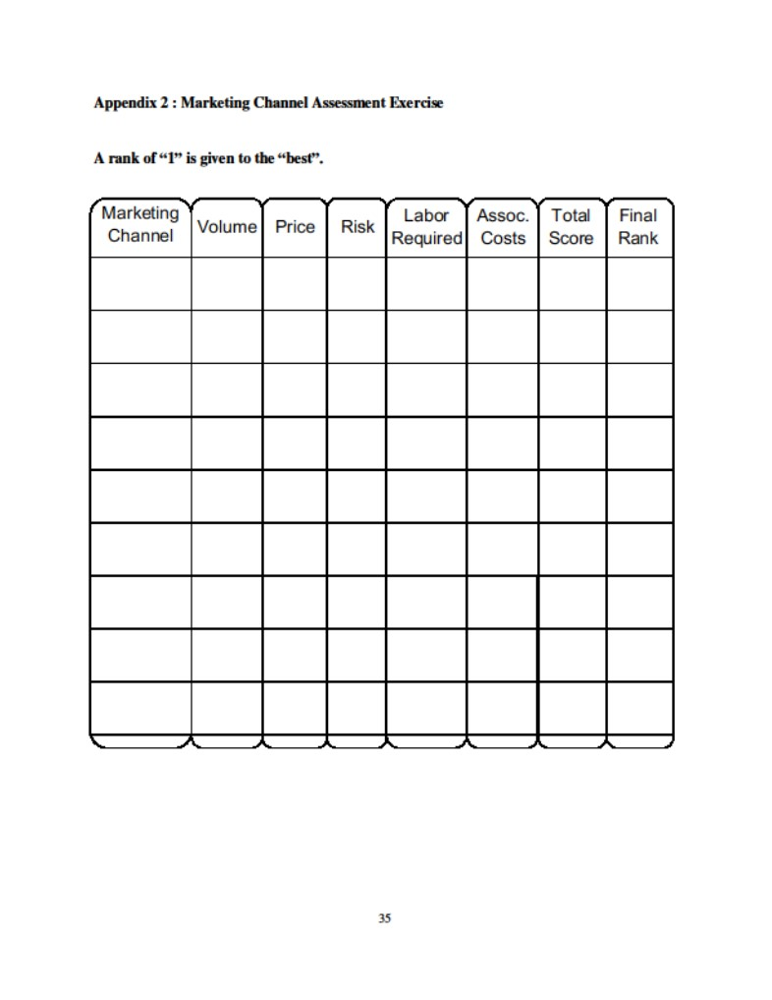 Appendix 2 : Marketing Channel Assessment Exercise
A rank of “1” is given to the “best”.
Marketing Channel Volume Price Risk Labor Required Assoc. Costs Total Score Final Rank
35